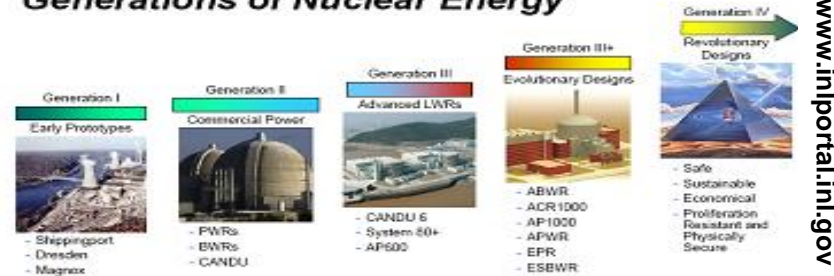 Generations of Nuclear Energy
Generation I
Early Prototypes
- Shippingport
- Dresden
- Magnox
Generation II
Commercial Power
- PWRs
- BWRs
- CANDU
Generation III
Advanced LWRs
- CANDU 6
- System 80+
- AP600
Generation III+
Evolutionary Designs
- ABWR
- ACR1000
- AP1000
- APWR
- EPR
- ESBWR
Generation IV
Revolutionary
Designs
- Safe
- Sustainable
- Economical
- Proliferation
Resistant and
Physically
Secure
www.inlportal.inl.gov